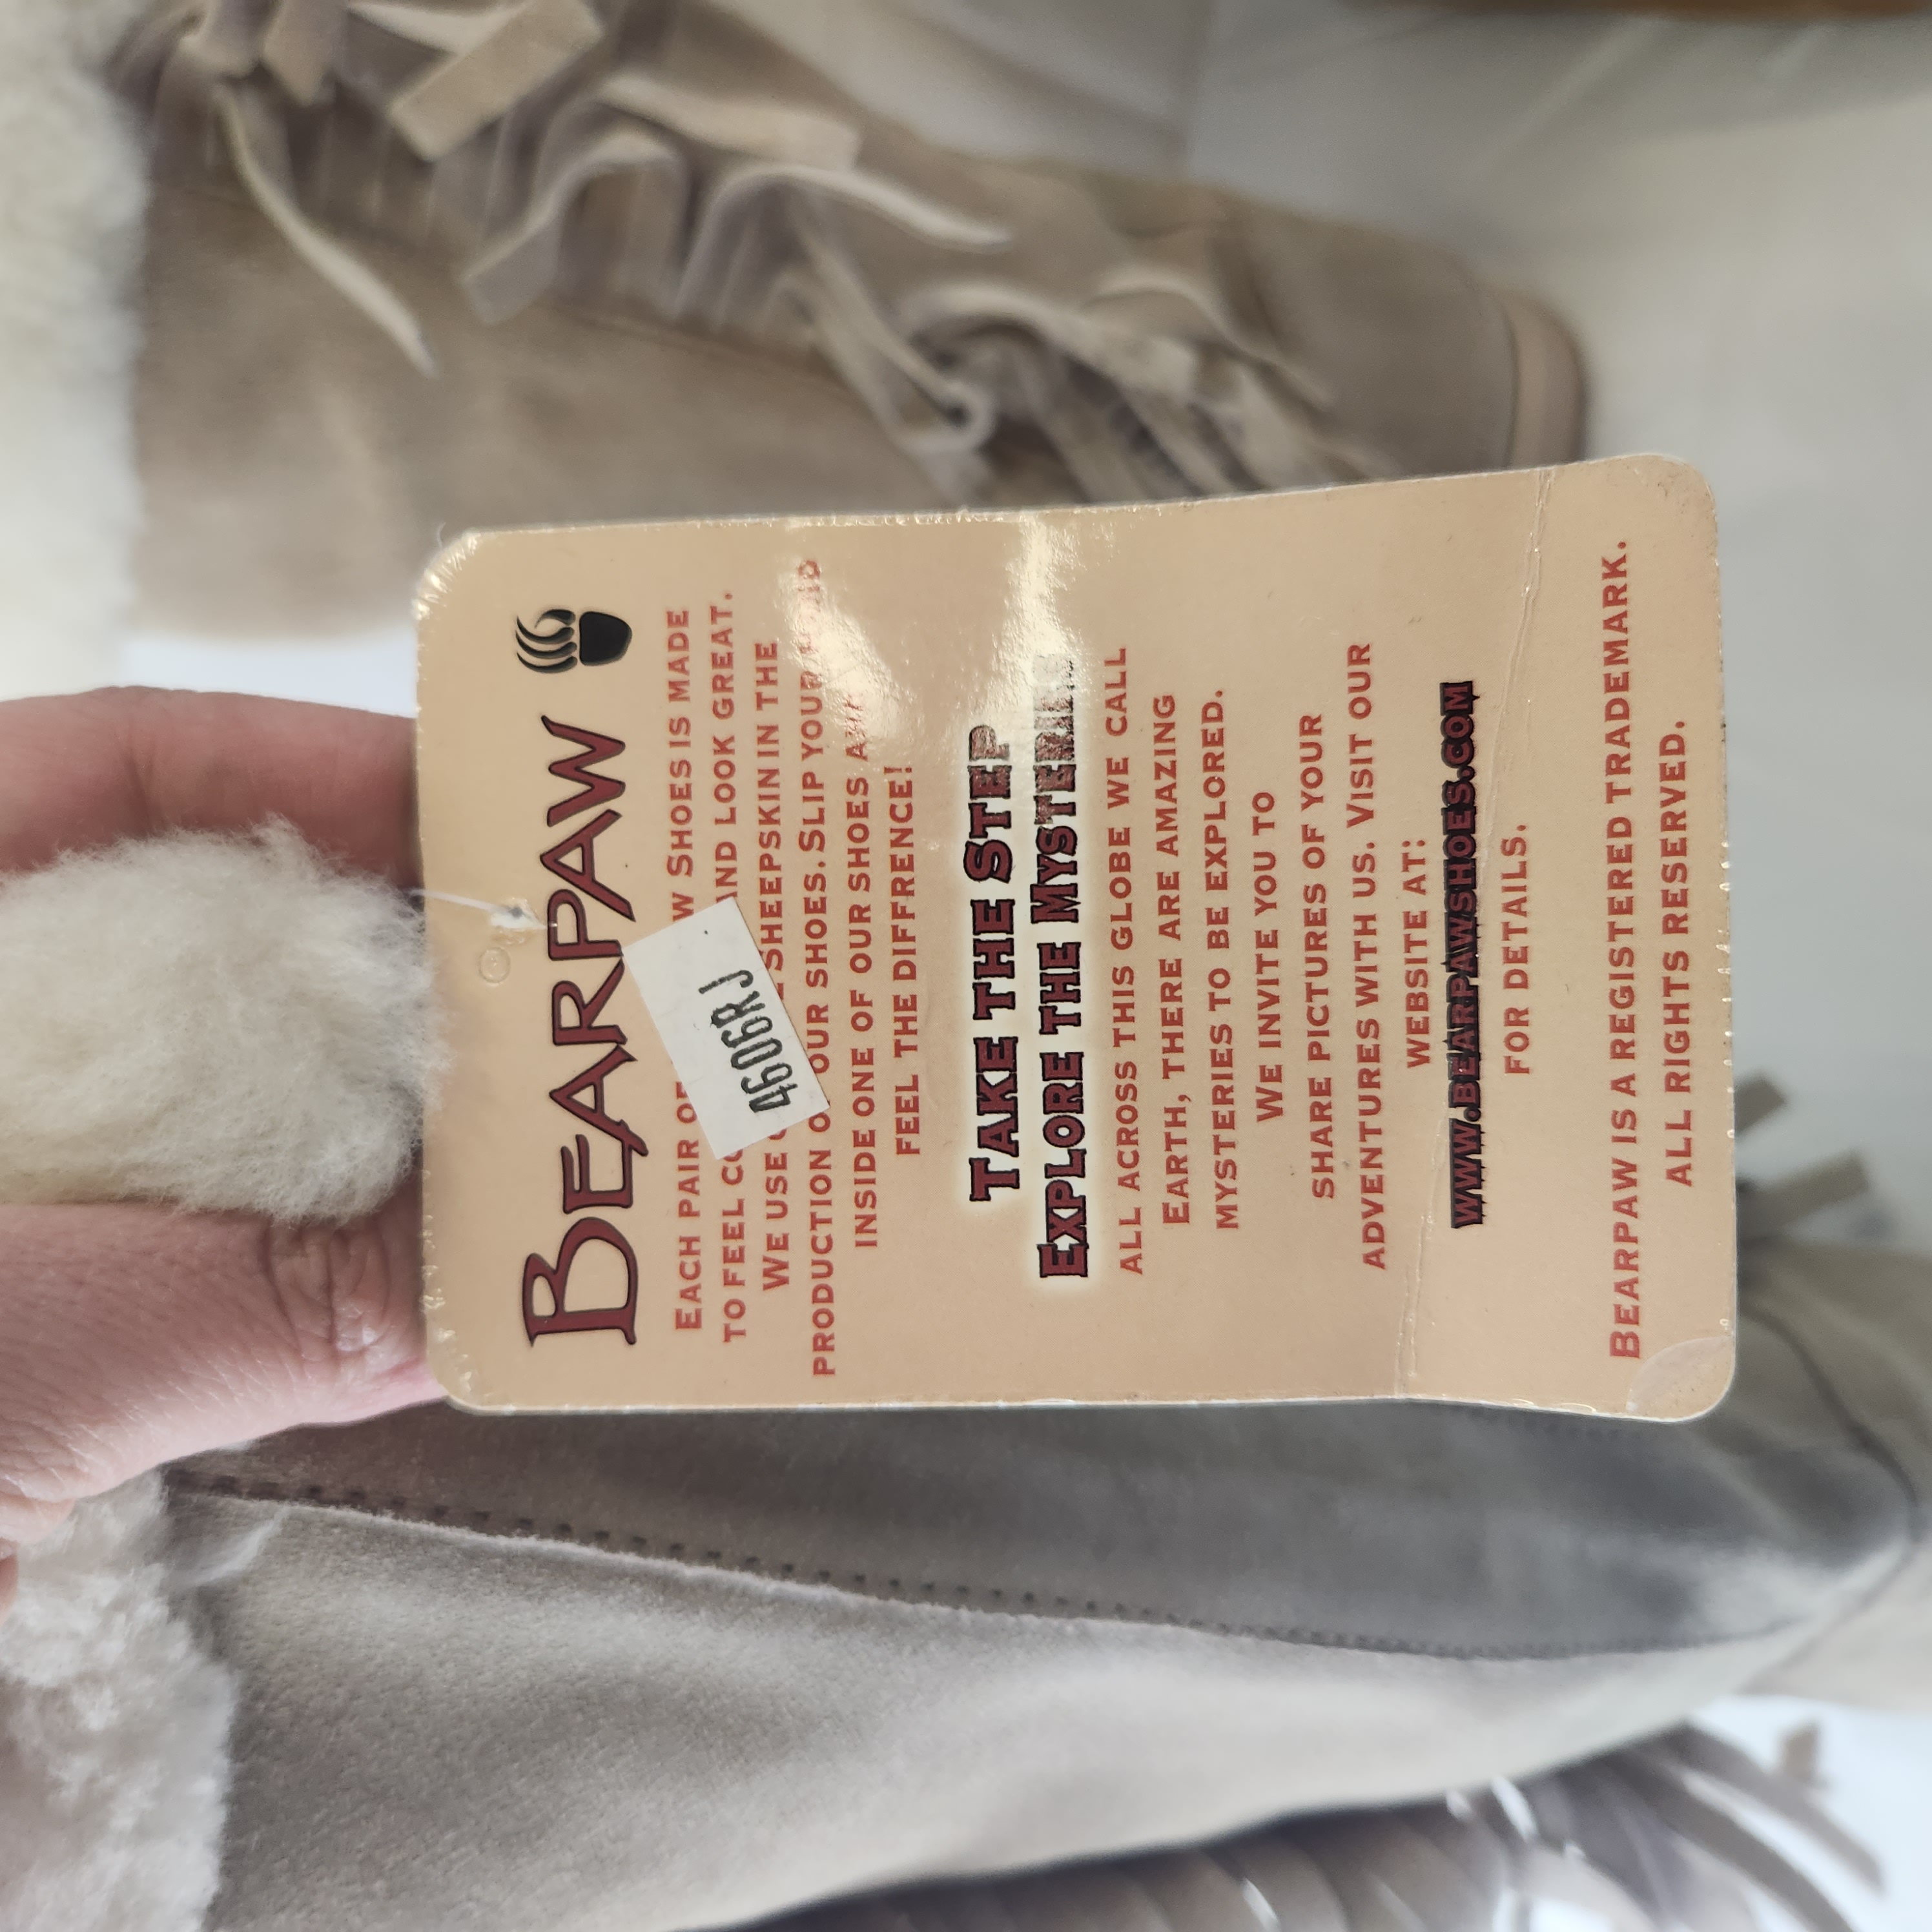 BEARPAW
EACH PAIR OF SHOES IS MADE
TO FEEL AND LOOK GREAT.
WE USE SHEEPSKIN IN THE
PRODUCTION OUR SHOES. SLIP YOUR
INSIDE ONE OF OUR SHOES
FEEL THE DIFFERENCE!
4606RJ
TAKE THE STEP
EXPLORE THE MYSTERIES
ALL ACROSS THIS GLOBE WE CALL
EARTH, THERE ARE AMAZING
MYSTERIES TO BE EXPLORED.
WE INVITE YOU TO
SHARE PICTURES OF YOUR
ADVENTURES WITH US. VISIT OUR
WEBSITE AT:
WWW.BEARPAWSHOES.COM
FOR DETAILS.
BEARPAW IS A REGISTERED TRADEMARK.
ALL RIGHTS RESERVED.